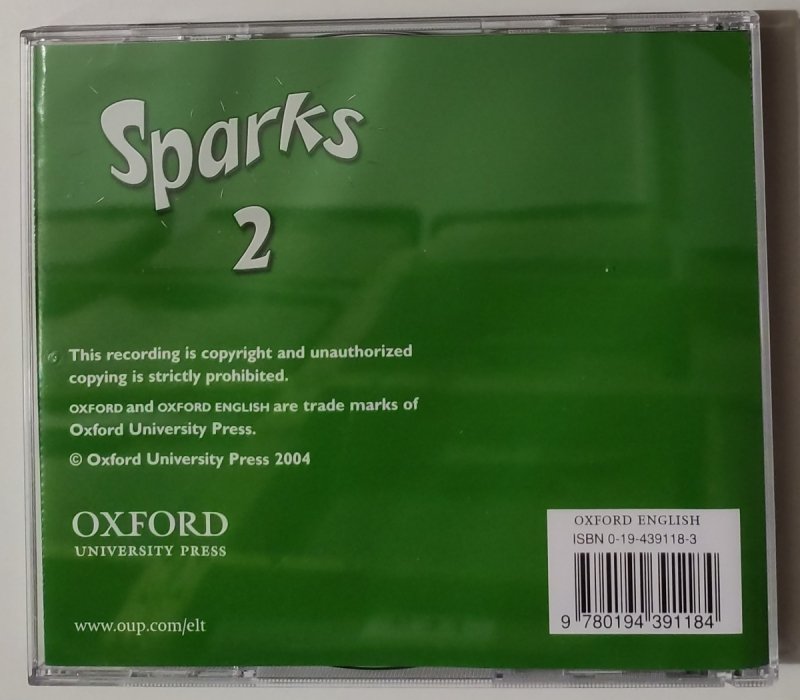 Sparks
2
This recording is copyright and unauthorized
copying is strictly prohibited.
OXFORD and OXFORD ENGLISH are trade marks of
Oxford University Press.
© Oxford University Press 2004
OXFORD
UNIVERSITY PRESS
www.oup.com/elt
OXFORD ENGLISH
ISBN 0-19-439118-3
9 780194 391184